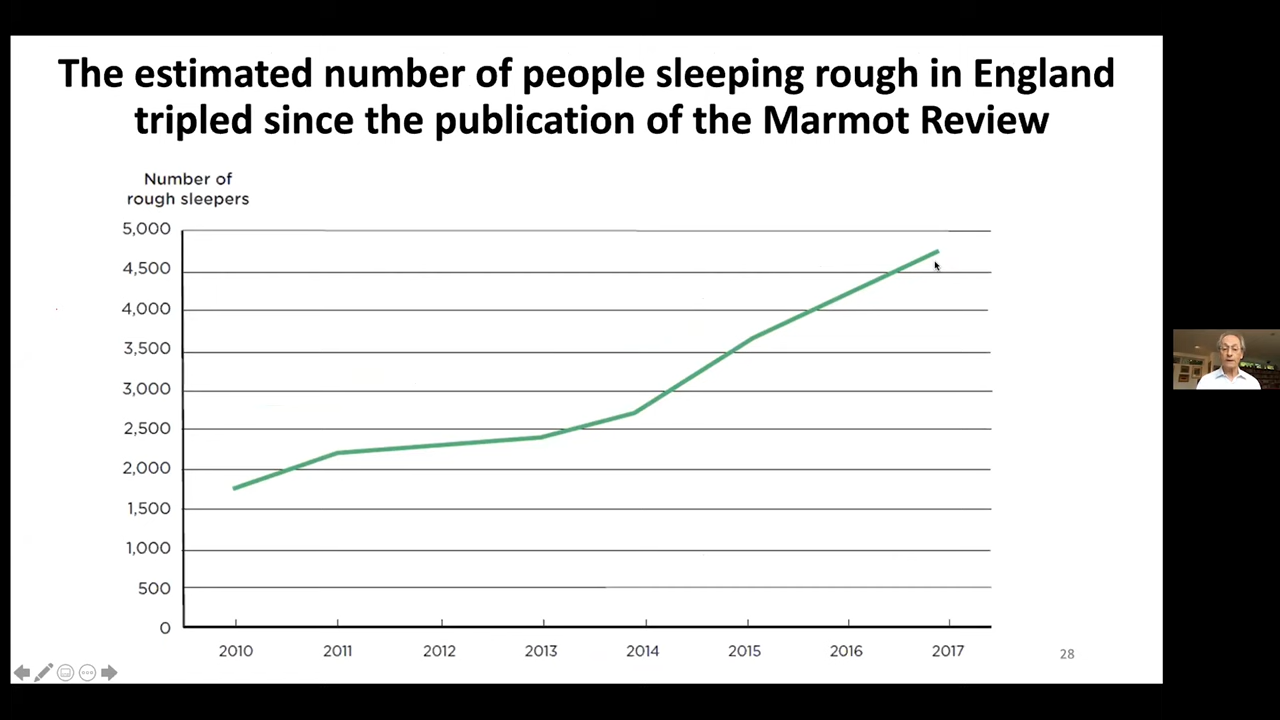 The estimated number of people sleeping rough in England
tripled since the publication of the Marmot Review
Number of
rough sleepers
5,000
4,500
4,000
3,500
3,000
2,500
2,000
1,500
1,000
500
0
2010 2011 2012 2013 2014 2015 2016 2017
28